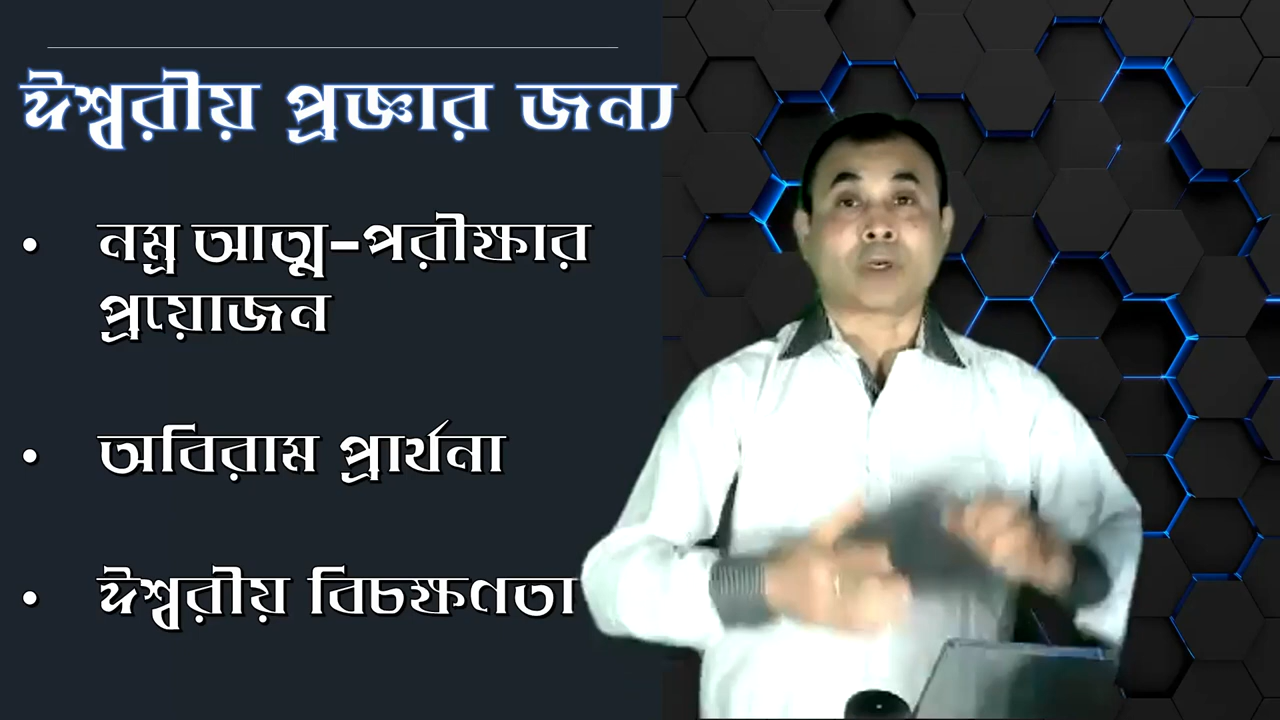 ঈশ্বরীয় প্রজ্ঞার জন্য
• নম্র আত্ম-পরীক্ষার
প্রয়োজন
• অবিরাম প্রার্থনা
• ঈশ্বরীয় বিচক্ষণতা